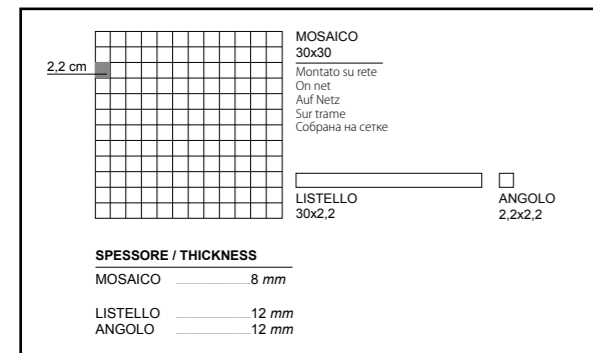 MOSAICO
30x30
2,2 cm
Montato su rete
On net
Auf Netz
Sur trame
Собрана на сетке
LISTELLO
30x2,2
ANGOLO
2,2x2,2
SPESSORE / THICKNESS
MOSAICO 8 mm
LISTELLO 12 mm
ANGOLO 12 mm